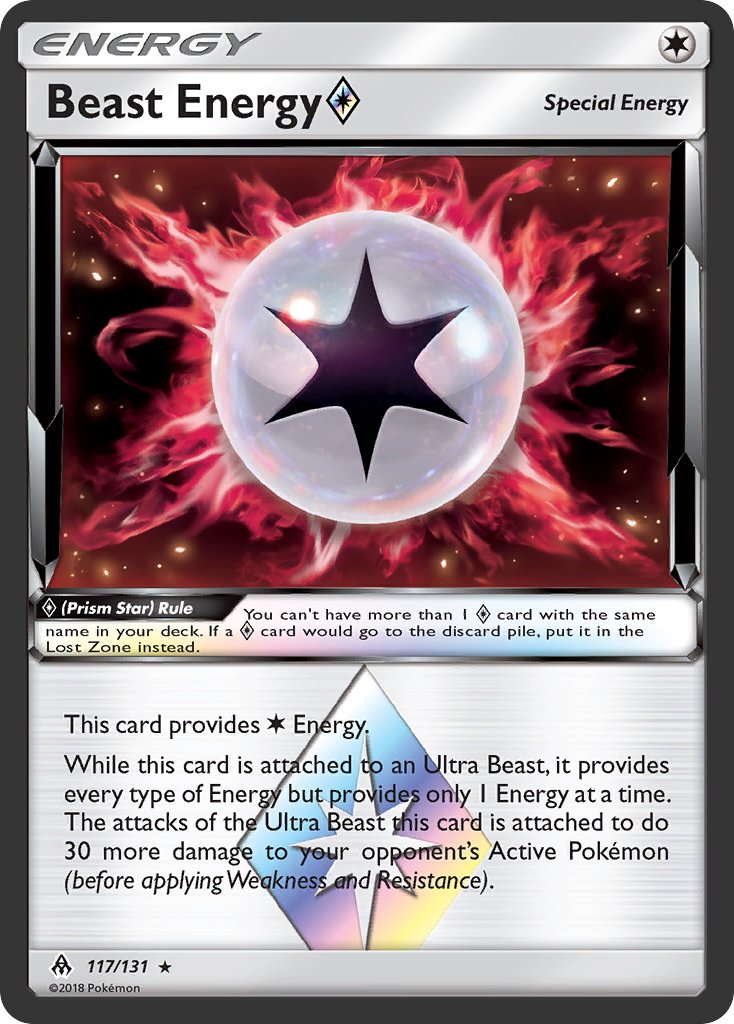 ENERGY
Beast Energy ◇
Special Energy
◇ (Prism Star) Rule
You can't have more than 1 ◇ card with the same
name in your deck. If a ◇ card would go to the discard pile, put it in the
Lost Zone instead.
This card provides ✶ Energy.
While this card is attached to an Ultra Beast, it provides
every type of Energy but provides only 1 Energy at a time.
The attacks of the Ultra Beast this card is attached to do
30 more damage to your opponent's Active Pokémon
(before applying Weakness and Resistance).
117/131 ★
©2018 Pokémon